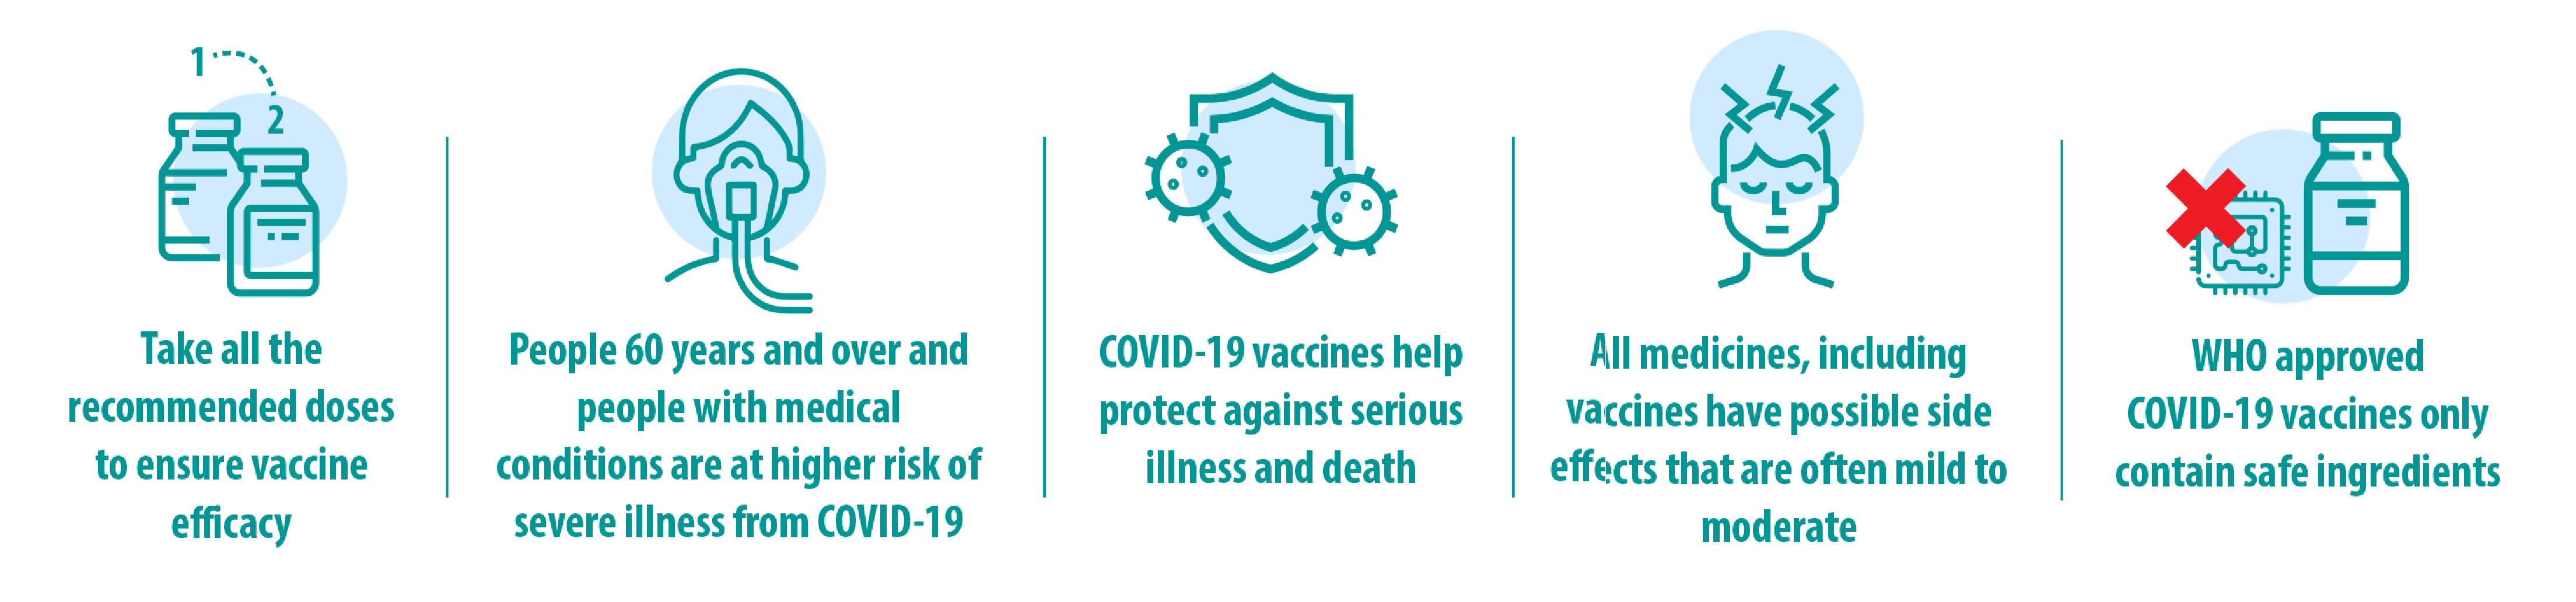 1
2
Take all the
recommended doses
to ensure vaccine
efficacy
People 60 years and over and
people with medical
conditions are at higher risk of
severe illness from COVID-19
COVID-19 vaccines help
protect against serious
illness and death
All medicines, including
vaccines have possible side
effects that are often mild to
moderate
WHO approved
COVID-19 vaccines only
contain safe ingredients